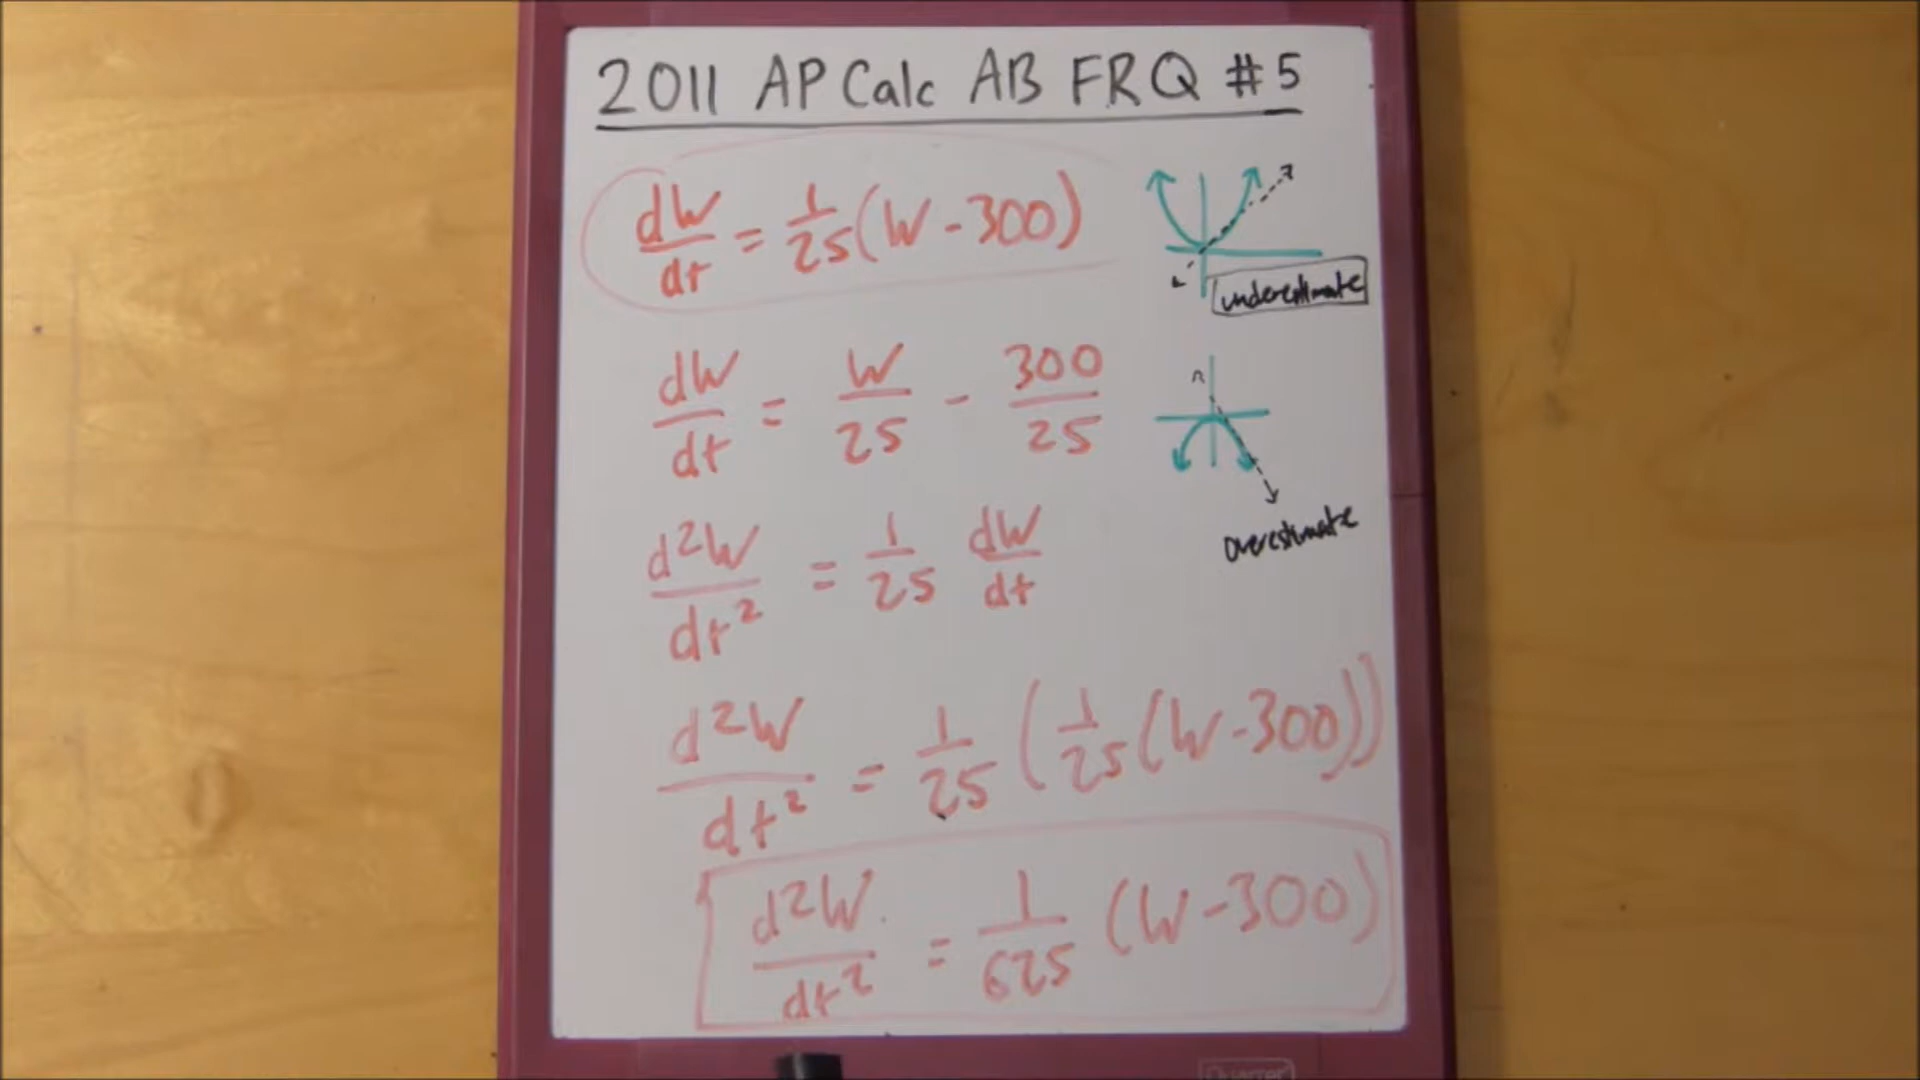 2011 AP Calc AB FRQ #5
dW/dt = 1/25 (W - 300)
underestimate
dW/dt = W/25 - 300/25
overestimate
d²W/dt² = 1/25 dW/dt
d²W/dt² = 1/25 (1/25 (W - 300))
d²W/dt² = 1/625 (W - 300)